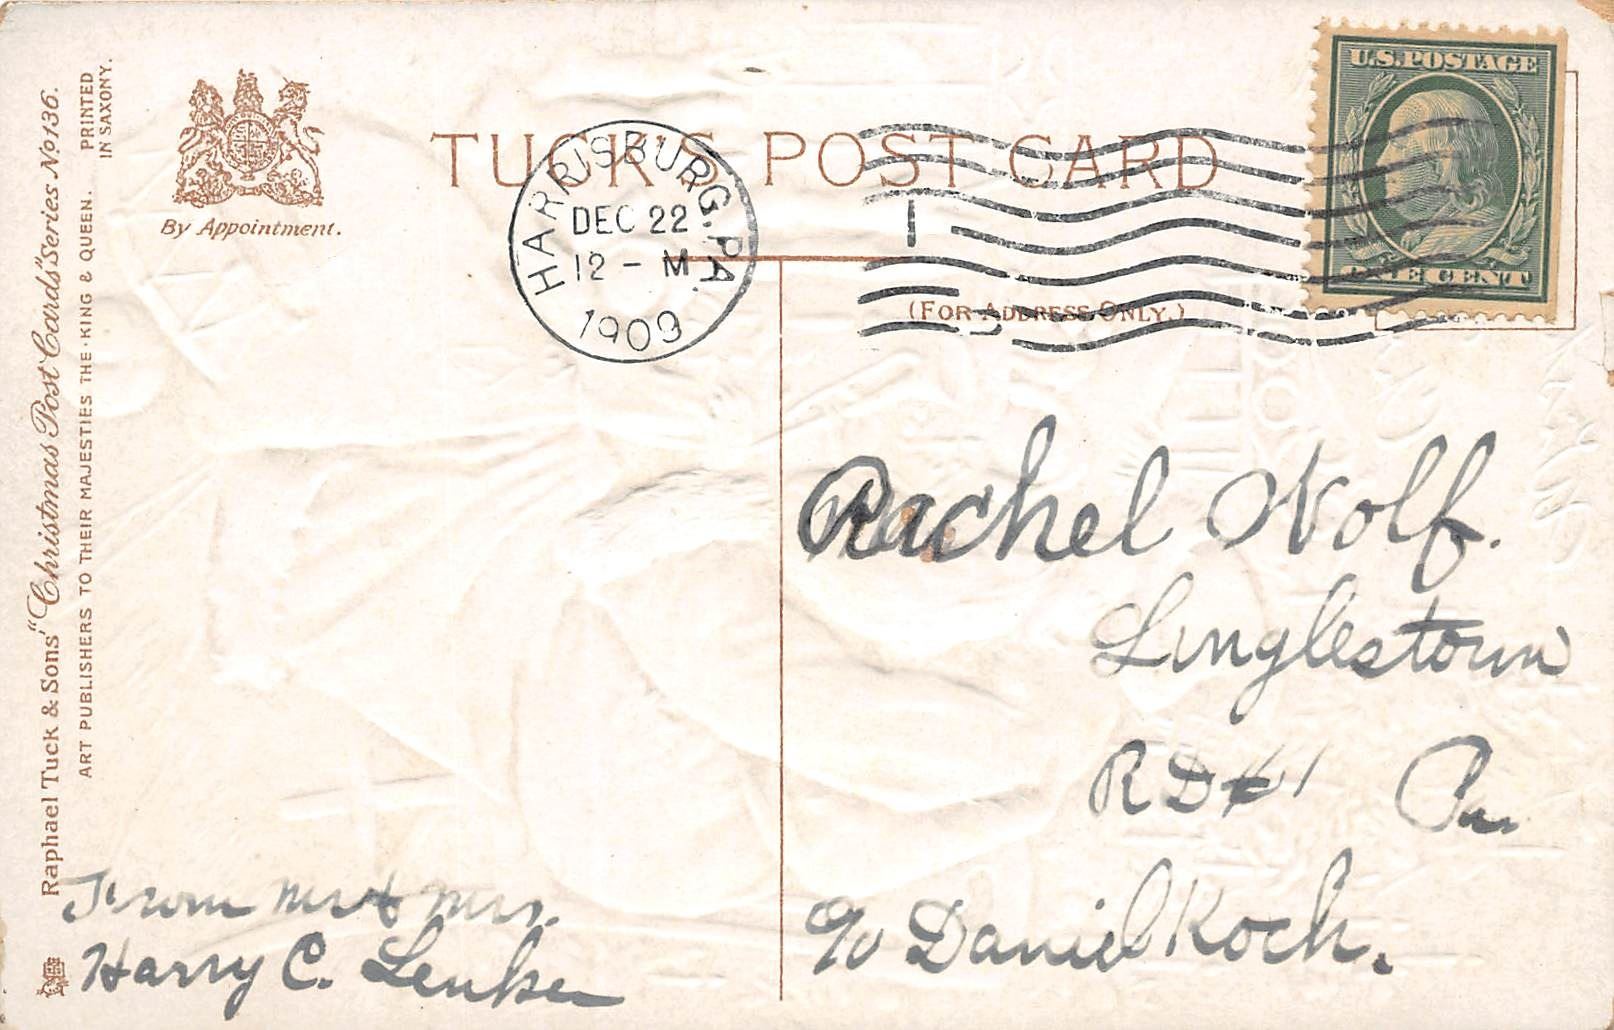 Raphael Tuck & Sons' "Christmas Post Cards" Series No 136.
ART PUBLISHERS TO THEIR MAJESTIES THE KING & QUEEN.
PRINTED
IN SAXONY.
By Appointment.
TUCK'S POST CARD
HARRISBURG, PA.
DEC 22
12 - M
1909
1
U.S. POSTAGE
ONE CENT
(FOR ADDRESS ONLY.)
Rachel Wolf.
Linglestown
RD #1 Pa
c/o Daniel Koch.
From Mr & Mrs.
Harry C.